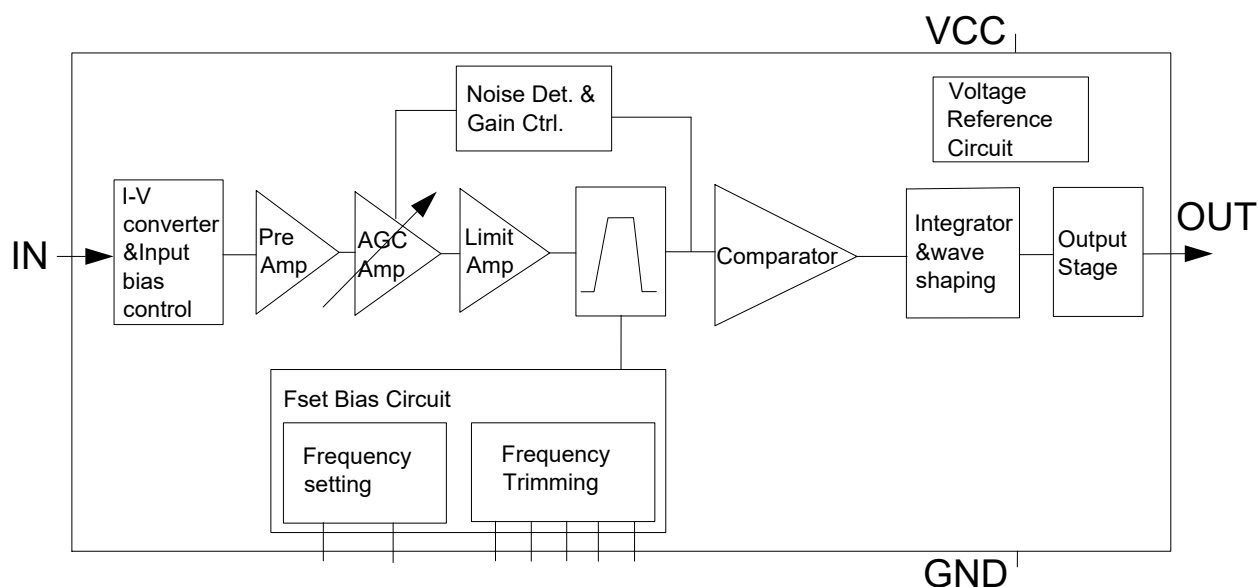 VCC
Noise Det. &
Gain Ctrl.
Voltage
Reference
Circuit
IN
I-V
converter
&Input
bias
control
Pre
Amp
AGC
Amp
Limit
Amp
Comparator
Integrator
&wave
shaping
Output
Stage
OUT
Fset Bias Circuit
Frequency
setting
Frequency
Trimming
GND